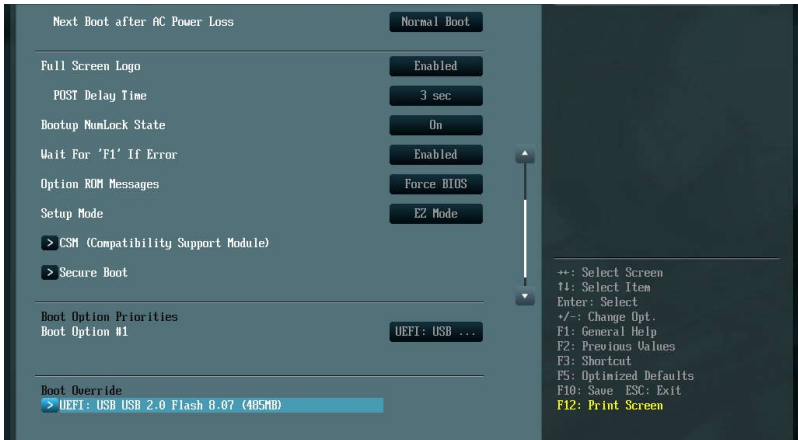 Next Boot after AC Power Loss Normal Boot
Full Screen Logo Enabled
POST Delay Time 3 sec
Bootup NumLock State On
Wait For 'F1' If Error Enabled
Option ROM Messages Force BIOS
Setup Mode EZ Mode
> CSM (Compatibility Support Module)
> Secure Boot
Boot Option Priorities
Boot Option #1 UEFI: USB ...
Boot Override
> UEFI: USB USB 2.0 Flash 8.07 (485MB)
→←: Select Screen
↑↓: Select Item
Enter: Select
+/-: Change Opt.
F1: General Help
F2: Previous Values
F3: Shortcut
F5: Optimized Defaults
F10: Save ESC: Exit
F12: Print Screen